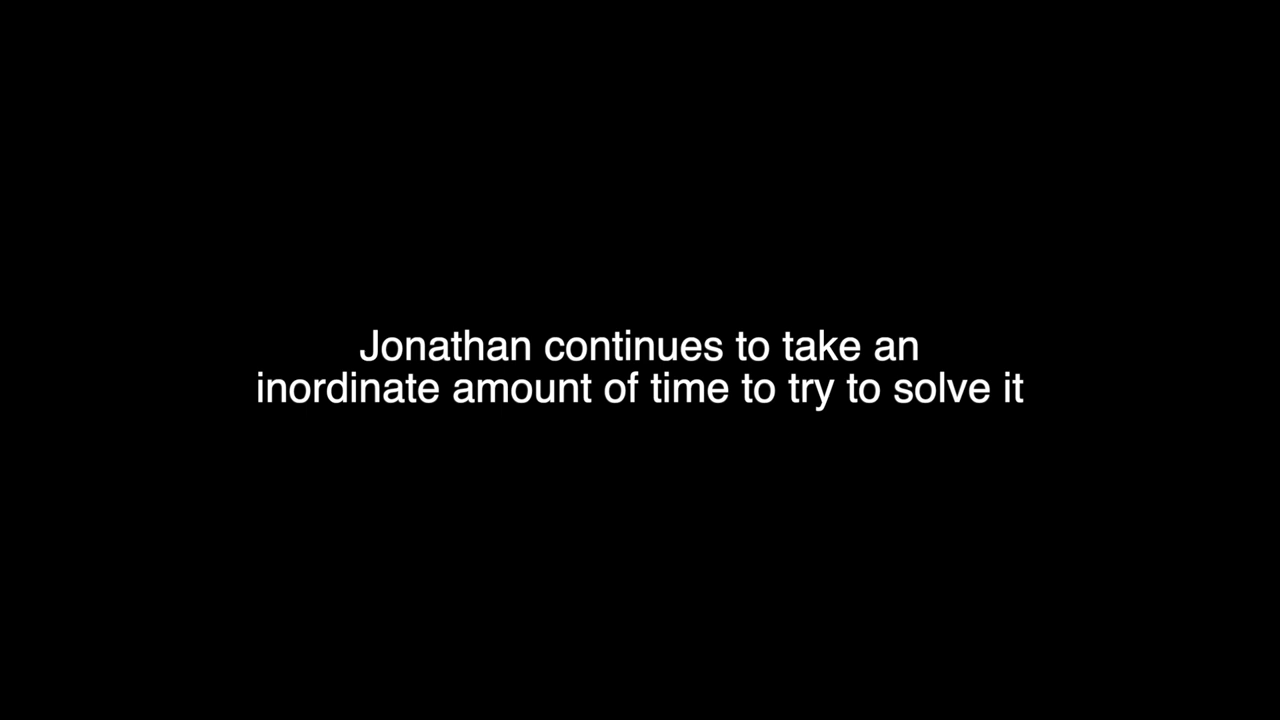 Jonathan continues to take an
inordinate amount of time to try to solve it